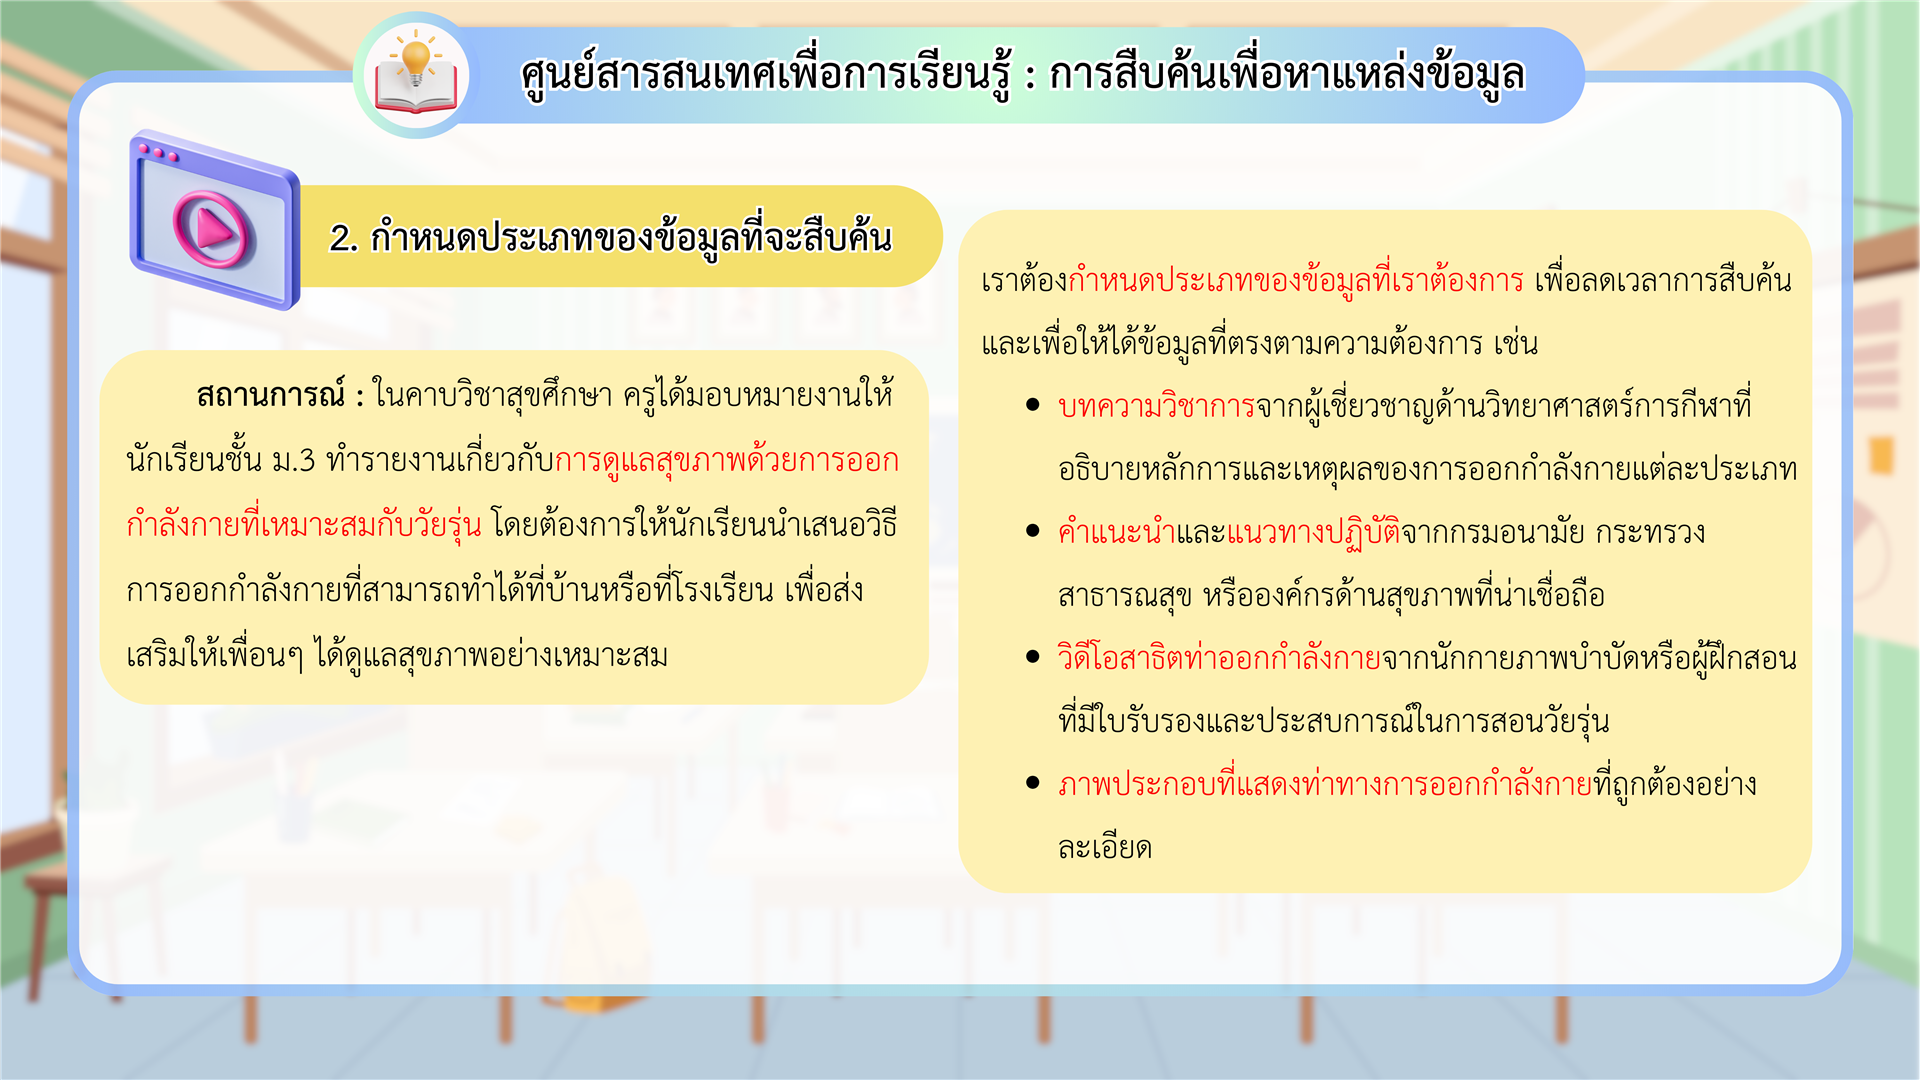 ศูนย์สารสนเทศเพื่อการเรียนรู้ : การสืบค้นเพื่อหาแหล่งข้อมูล
2. กำหนดประเภทของข้อมูลที่จะสืบค้น
สถานการณ์ : ในคาบวิชาสุขศึกษา ครูได้มอบหมายงานให้
นักเรียนชั้น ม.3 ทำรายงานเกี่ยวกับการดูแลสุขภาพด้วยการออก
กำลังกายที่เหมาะสมกับวัยรุ่น โดยต้องการให้นักเรียนนำเสนอวิธี
การออกกำลังกายที่สามารถทำได้ที่บ้านหรือที่โรงเรียน เพื่อส่ง
เสริมให้เพื่อนๆ ได้ดูแลสุขภาพอย่างเหมาะสม
เราต้องกำหนดประเภทของข้อมูลที่เราต้องการ เพื่อลดเวลาการสืบค้น
และเพื่อให้ได้ข้อมูลที่ตรงตามความต้องการ เช่น
• บทความวิชาการจากผู้เชี่ยวชาญด้านวิทยาศาสตร์การกีฬาที่
อธิบายหลักการและเหตุผลของการออกกำลังกายแต่ละประเภท
• คำแนะนำและแนวทางปฏิบัติจากกรมอนามัย กระทรวง
สาธารณสุข หรือองค์กรด้านสุขภาพที่น่าเชื่อถือ
• วิดีโอสาธิตท่าออกกำลังกายจากนักกายภาพบำบัดหรือผู้ฝึกสอน
ที่มีใบรับรองและประสบการณ์ในการสอนวัยรุ่น
• ภาพประกอบที่แสดงท่าทางการออกกำลังกายที่ถูกต้องอย่าง
ละเอียด